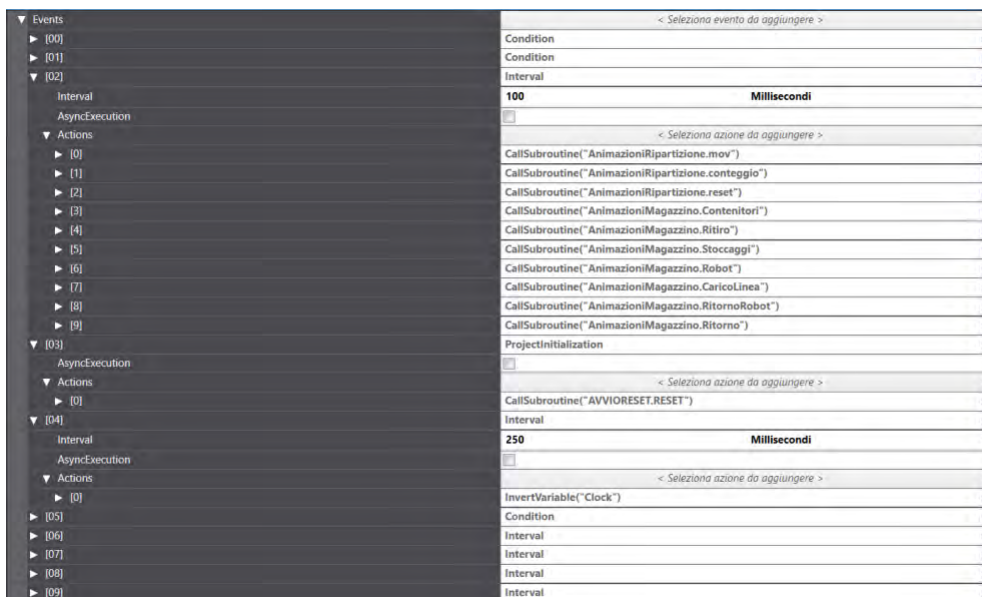 Events < Seleziona evento da aggiungere >
[00] Condition
[01] Condition
[02] Interval
Interval 100 Millisecondi
AsyncExecution
Actions < Seleziona azione da aggiungere >
[0] CallSubroutine("AnimazioniRipartizione.mov")
[1] CallSubroutine("AnimazioniRipartizione.conteggio")
[2] CallSubroutine("AnimazioniRipartizione.reset")
[3] CallSubroutine("AnimazioniMagazzino.Contenitori")
[4] CallSubroutine("AnimazioniMagazzino.Ritiro")
[5] CallSubroutine("AnimazioniMagazzino.Stoccaggi")
[6] CallSubroutine("AnimazioniMagazzino.Robot")
[7] CallSubroutine("AnimazioniMagazzino.CaricoLinea")
[8] CallSubroutine("AnimazioniMagazzino.RitornoRobot")
[9] CallSubroutine("AnimazioniMagazzino.Ritorno")
[03] ProjectInitialization
AsyncExecution
Actions < Seleziona azione da aggiungere >
[0] CallSubroutine("AVVIORESET.RESET")
[04] Interval
Interval 250 Millisecondi
AsyncExecution
Actions < Seleziona azione da aggiungere >
[0] InvertVariable("Clock")
[05] Condition
[06] Interval
[07] Interval
[08] Interval
[09] Interval